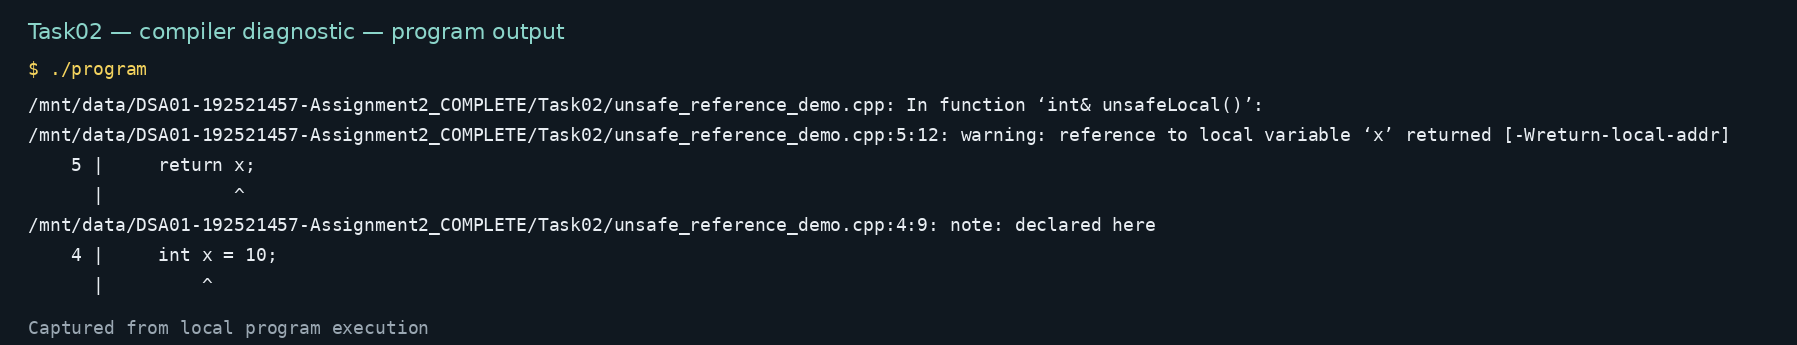 Task02 — compiler diagnostic — program output
$ ./program
/mnt/data/DSA01-192521457-Assignment2_COMPLETE/Task02/unsafe_reference_demo.cpp: In function ‘int& unsafeLocal()’:
/mnt/data/DSA01-192521457-Assignment2_COMPLETE/Task02/unsafe_reference_demo.cpp:5:12: warning: reference to local variable ‘x’ returned [-Wreturn-local-addr]
    5 |     return x;
      |            ^
/mnt/data/DSA01-192521457-Assignment2_COMPLETE/Task02/unsafe_reference_demo.cpp:4:9: note: declared here
    4 |     int x = 10;
      |         ^
Captured from local program execution